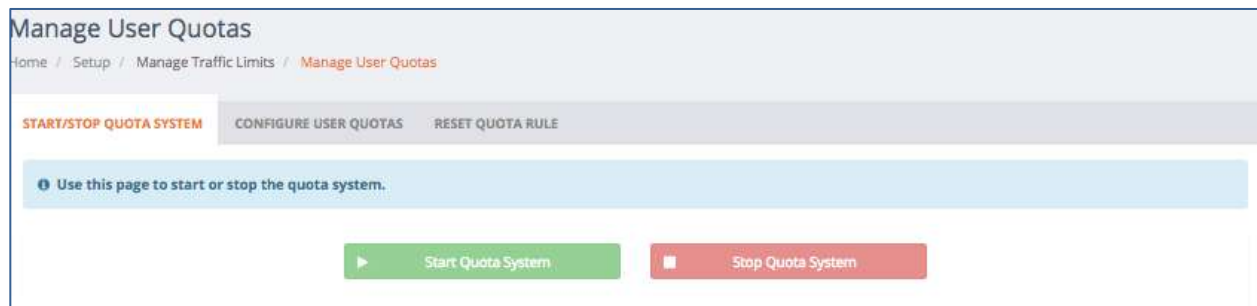 Manage User Quotas
Home / Setup / Manage Traffic Limits / Manage User Quotas
START/STOP QUOTA SYSTEM CONFIGURE USER QUOTAS RESET QUOTA RULE
Use this page to start or stop the quota system.
Start Quota System Stop Quota System